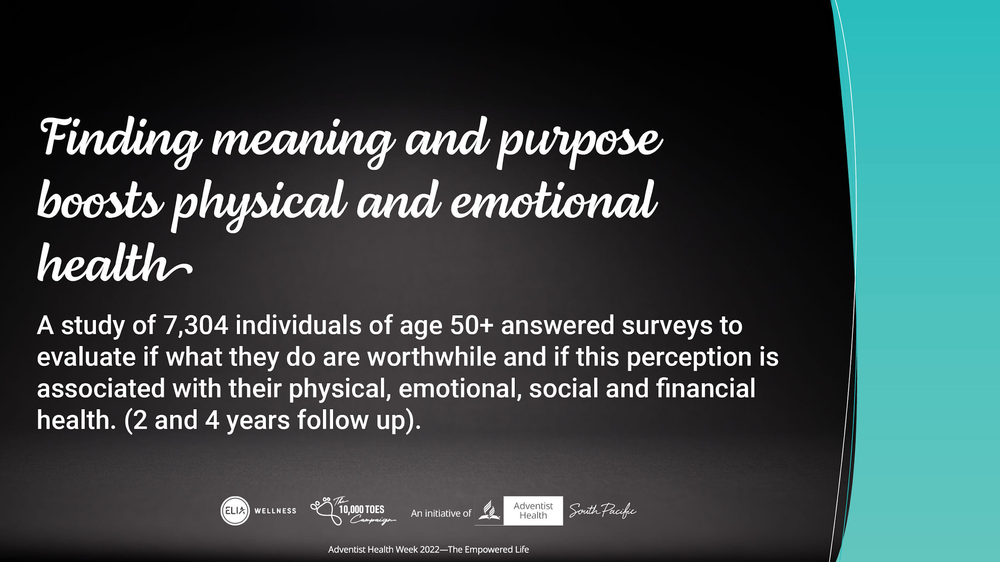 Finding meaning and purpose
boosts physical and emotional
health
A study of 7,304 individuals of age 50+ answered surveys to
evaluate if what they do are worthwhile and if this perception is
associated with their physical, emotional, social and financial
health. (2 and 4 years follow up).
ELIA WELLNESS
The
10,000 TOES
Campaign
An initiative of
Adventist
Health
South Pacific
Adventist Health Week 2022—The Empowered Life